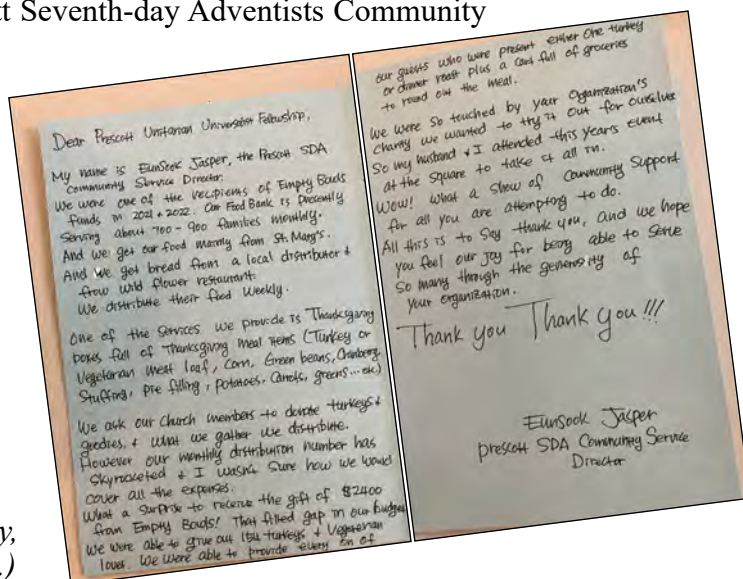 tt Seventh-day Adventists Community
Dear Prescott Unitarian Universalist Fellowship,
My name is EunSook Jasper, the Prescott SDA
Community Service Director.
We were one of the recipients of Empty Bowls
funds in 2021 & 2022. Our Food Bank is presently
serving about 700 - 900 families monthly.
And we get our food mainly from St. Mary's.
And we get bread from a local distributor &
from wild flower restaurant.
We distribute their food weekly.
One of the services we provide is Thanksgiving
boxes full of Thanksgiving meal items (Turkey or
Vegetarian meat loaf, corn, Green beans, Cranberry,
Stuffing, pie filling, potatoes, Carrots, greens... etc)
We ask our church members to donate turkeys &
goodies, & what we gather we distribute.
However our monthly distribution number has
skyrocketed & I wasn't sure how we would
cover all the expenses.
What a surprise to receive the gift of $2400
from Empty Bowls! That filled gap in our budget
We were able to give out turkeys & Vegetarian
loves. We were able to provide every on of
our guests who were present either one turkey
or dinner roast plus a card full of groceries
to round out the meal.
We were so touched by your Organization's
charity we wanted to try it out for ourselves
So my husband & I attended this year's event
at the square to take it all in.
Wow! What a show of Community Support
for all you are attempting to do.
All this is to say thank you, and we hope
you feel our joy for being able to serve
so many through the generosity of
your organization.
Thank you Thank you !!!
EunSook Jasper
prescott SDA Community Service
Director
y,
.)